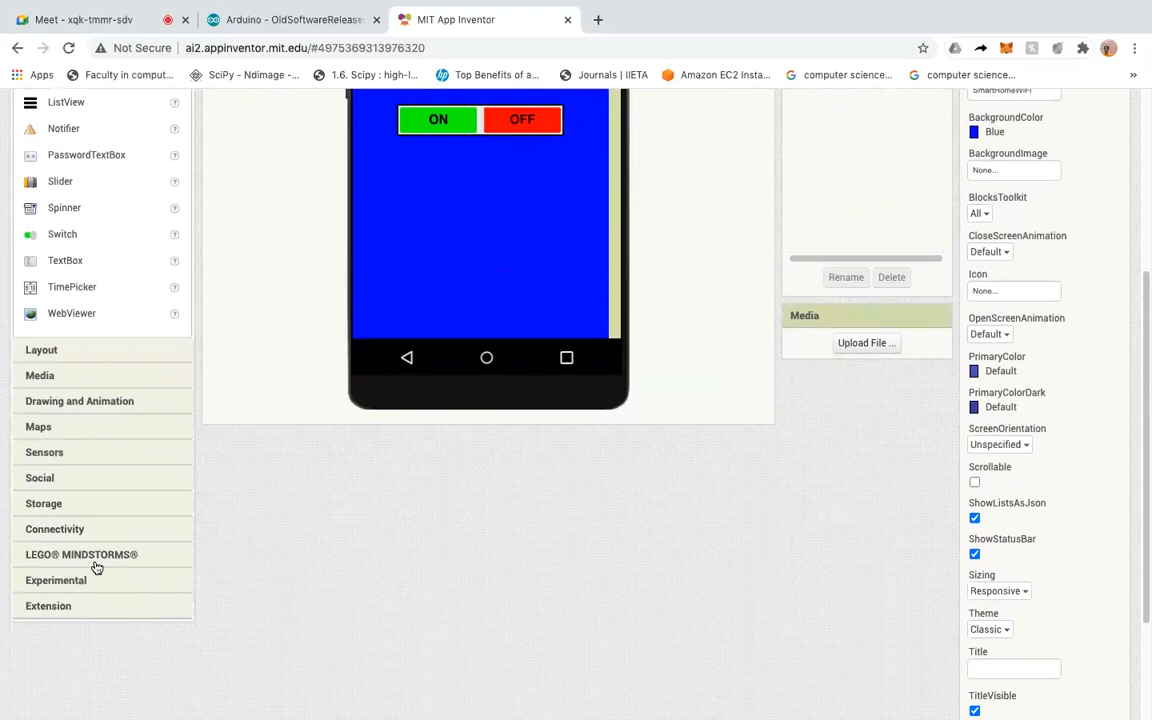 Meet - xqk-tmmr-sdv
Arduino - OldSoftwareRelease
MIT App Inventor
Not Secure
ai2.appinventor.mit.edu/#4975369313976320
Apps
Faculty in comput...
SciPy - Ndimage -...
1.6. Scipy : high-l...
Top Benefits of a...
Journals | IIETA
Amazon EC2 Insta...
computer science...
computer science...
»
ListView
Notifier
PasswordTextBox
Slider
Spinner
Switch
TextBox
TimePicker
WebViewer
Layout
Media
Drawing and Animation
Maps
Sensors
Social
Storage
Connectivity
LEGO® MINDSTORMS®
Experimental
Extension
ON
OFF
Rename
Delete
Media
Upload File ...
SmartHomeWiFi
BackgroundColor
Blue
BackgroundImage
None...
BlocksToolkit
All
CloseScreenAnimation
Default
Icon
None...
OpenScreenAnimation
Default
PrimaryColor
Default
PrimaryColorDark
Default
ScreenOrientation
Unspecified
Scrollable
ShowListsAsJson
ShowStatusBar
Sizing
Responsive
Theme
Classic
Title
TitleVisible